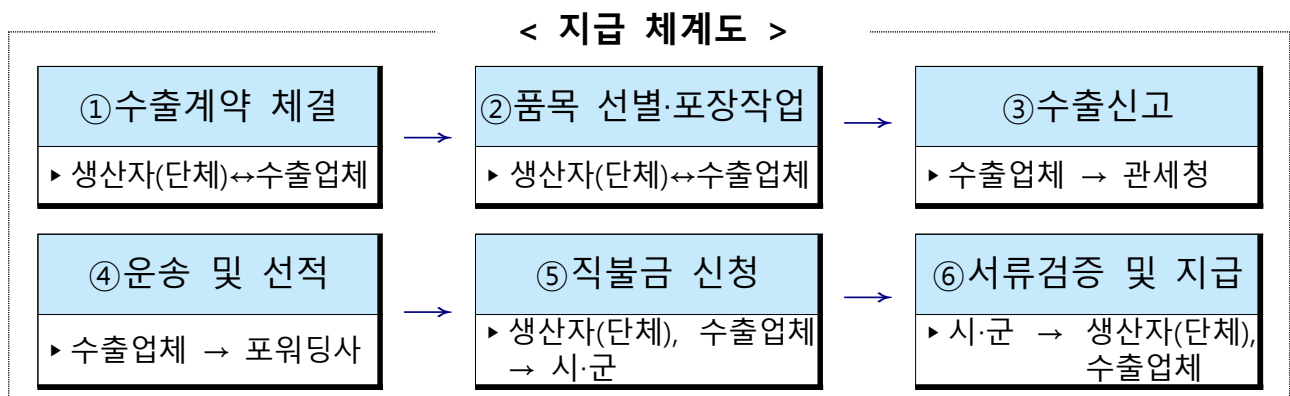 < 지급 체계도 >
①수출계약 체결
▸생산자(단체)↔수출업체
→
②품목 선별·포장작업
▸생산자(단체)↔수출업체
→
③수출신고
▸수출업체 → 관세청
④운송 및 선적
▸수출업체 → 포워딩사
→
⑤직불금 신청
▸생산자(단체), 수출업체
→ 시·군
→
⑥서류검증 및 지급
▸시·군 → 생산자(단체),
수출업체